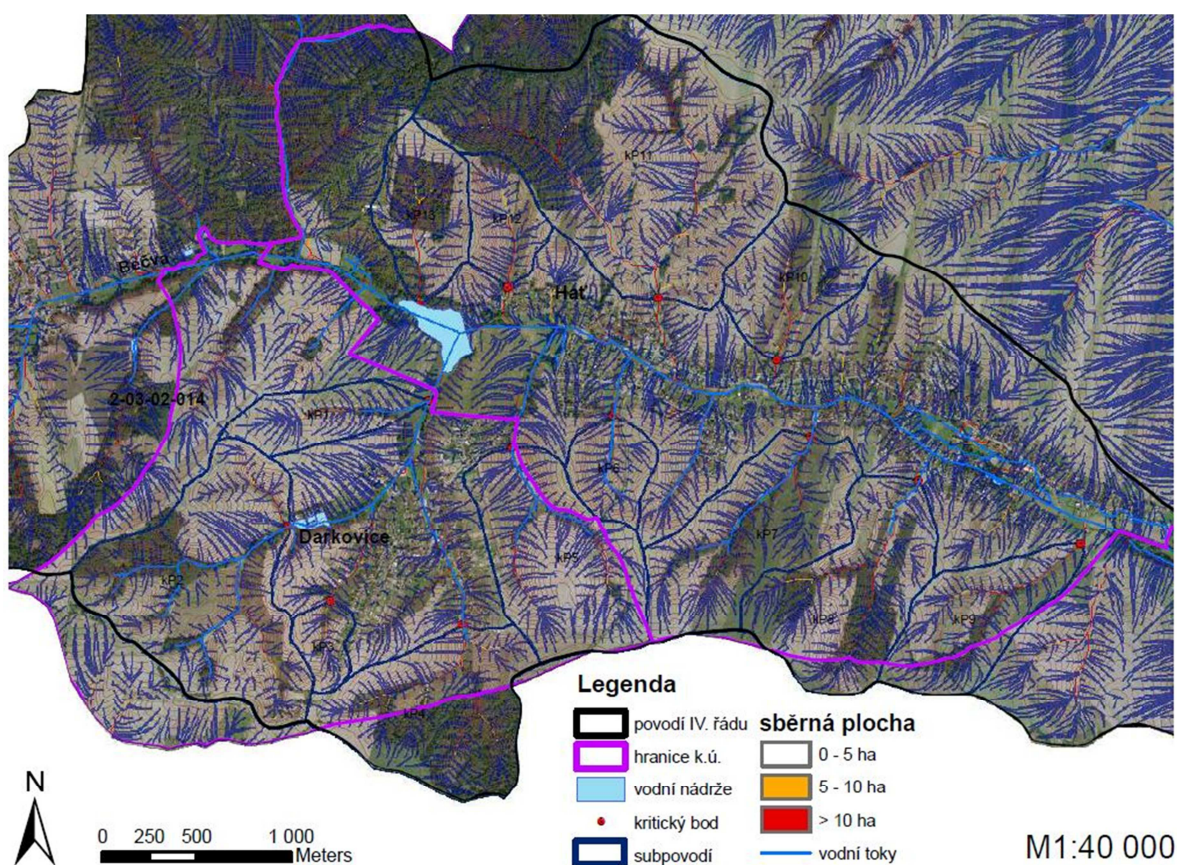 kP11
kP13
kP12
Bečva
kP10
Hať
2-03-02-014
kP1
kP6
Darkovice
kP7
kP5
kP2
kP8
kP9
kP3
kP4
Legenda
povodí IV. řádu
hranice k.ú.
vodní nádrže
kritický bod
subpovodí
sběrná plocha
0 - 5 ha
5 - 10 ha
> 10 ha
vodní toky
N
0 250 500 1 000
Meters
M1:40 000